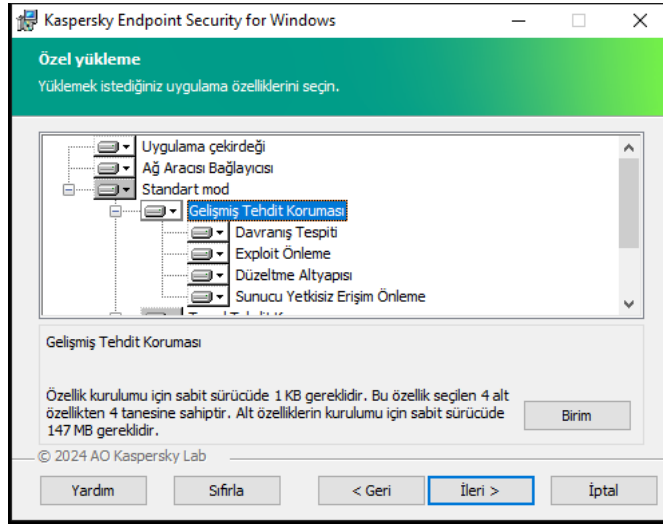 Kaspersky Endpoint Security for Windows
Özel yükleme
Yüklemek istediğiniz uygulama özelliklerini seçin.
Uygulama çekirdeği
Ağ Aracısı Bağlayıcısı
Standart mod
Gelişmiş Tehdit Koruması
Davranış Tespiti
Exploit Önleme
Düzeltme Altyapısı
Sunucu Yetkisiz Erişim Önleme
Gelişmiş Tehdit Koruması
Özellik kurulumu için sabit sürücüde 1 KB gereklidir. Bu özellik seçilen 4 alt
özellikten 4 tanesine sahiptir. Alt özelliklerin kurulumu için sabit sürücüde
147 MB gereklidir.
Birim
© 2024 AO Kaspersky Lab
Yardım
Sıfırla
< Geri
İleri >
İptal